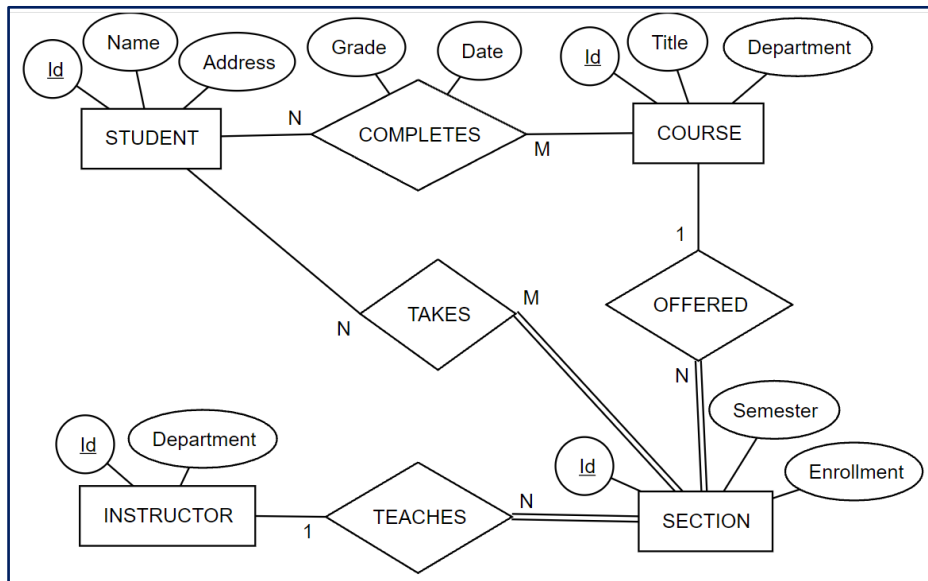 Id
Name
Address
Grade
Date
Id
Title
Department
STUDENT
N
COMPLETES
M
COURSE
1
TAKES
M
N
OFFERED
N
Semester
Id
Department
Id
Enrollment
INSTRUCTOR
1
TEACHES
N
SECTION